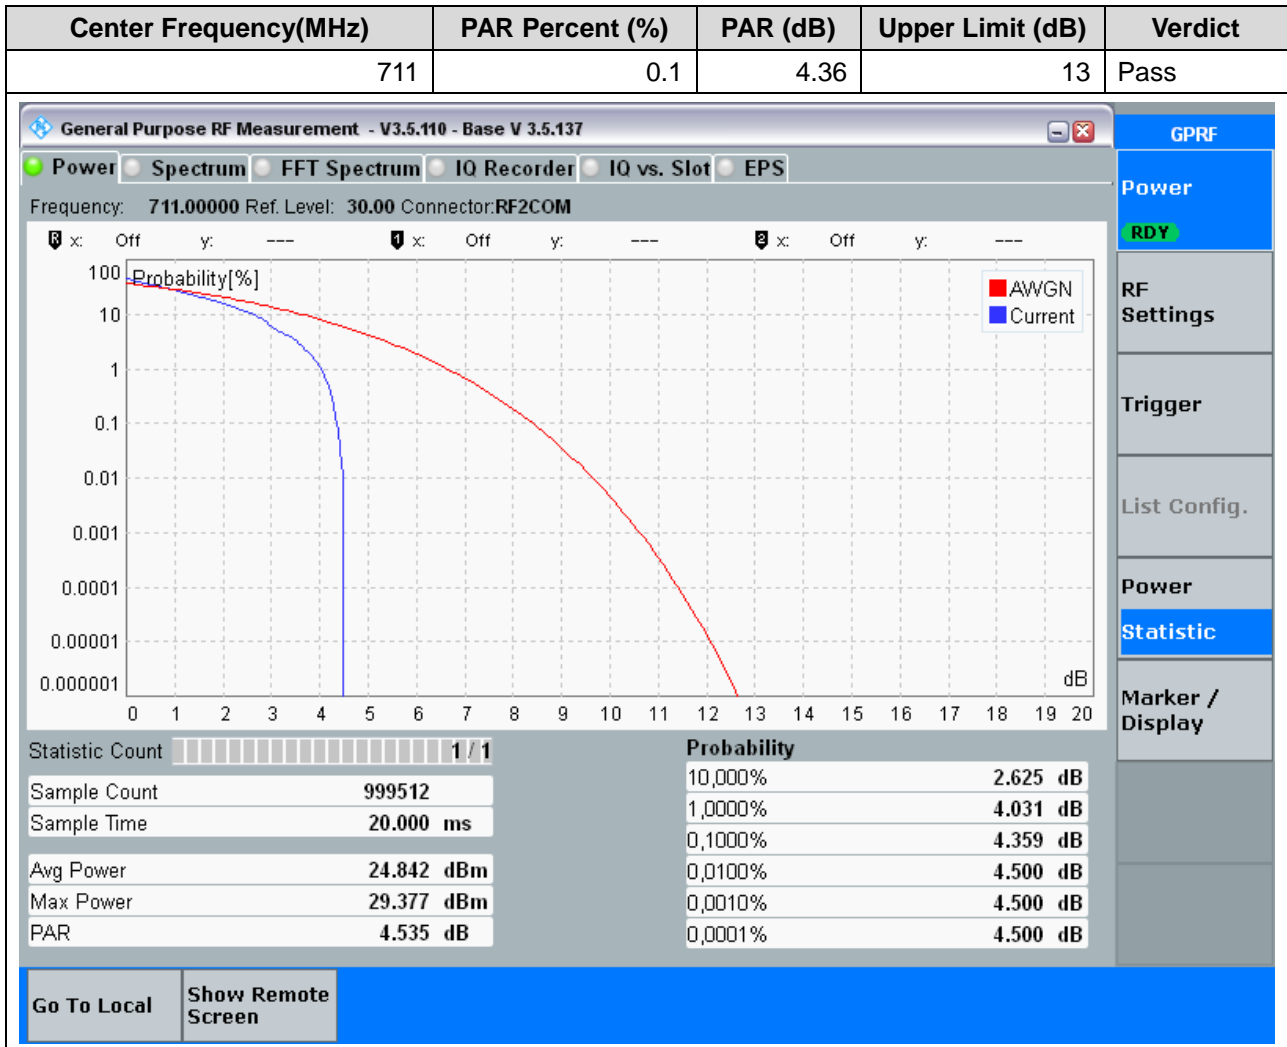 Center Frequency(MHz) PAR Percent (%) PAR (dB) Upper Limit (dB) Verdict
711 0.1 4.36 13 Pass
General Purpose RF Measurement - V3.5.110 - Base V 3.5.137
GPRF
Power Spectrum FFT Spectrum IQ Recorder IQ vs. Slot EPS
Frequency: 711.00000 Ref. Level: 30.00 Connector:RF2COM
R x: Off y: --- 1 x: Off y: --- 2 x: Off y: ---
Probability[%]
AWGN
Current
100
10
1
0.1
0.01
0.001
0.0001
0.00001
0.000001
dB
0 1 2 3 4 5 6 7 8 9 10 11 12 13 14 15 16 17 18 19 20
Statistic Count 1 / 1
Sample Count 999512
Sample Time 20.000 ms
Avg Power 24.842 dBm
Max Power 29.377 dBm
PAR 4.535 dB
Probability
10,000% 2.625 dB
1,0000% 4.031 dB
0,1000% 4.359 dB
0,0100% 4.500 dB
0,0010% 4.500 dB
0,0001% 4.500 dB
Power
RDY
RF
Settings
Trigger
List Config.
Power
Statistic
Marker /
Display
Go To Local
Show Remote
Screen